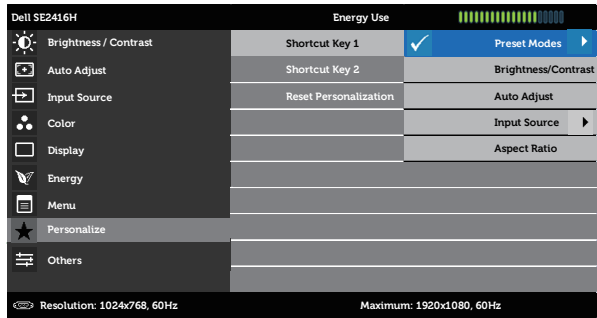 Dell SE2416H Energy Use
Brightness / Contrast Shortcut Key 1 Preset Modes
Auto Adjust Shortcut Key 2 Brightness/Contrast
Input Source Reset Personalization Auto Adjust
Color Input Source
Display Aspect Ratio
Energy
Menu
Personalize
Others
Resolution: 1024x768, 60Hz Maximum: 1920x1080, 60Hz